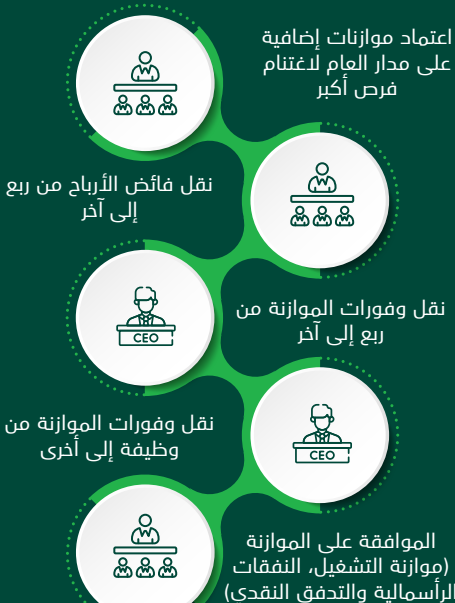 اعتماد موازنات إضافية
على مدار العام لاغتنام
فرص أكبر
نقل فائض الأرباح من ربع
إلى آخر
نقل وفورات الموازنة من
ربع إلى آخر
CEO
نقل وفورات الموازنة من
وظيفة إلى أخرى
CEO
الموافقة على الموازنة
(موازنة التشغيل، النفقات
الرأسمالية والتدفق النقدي)